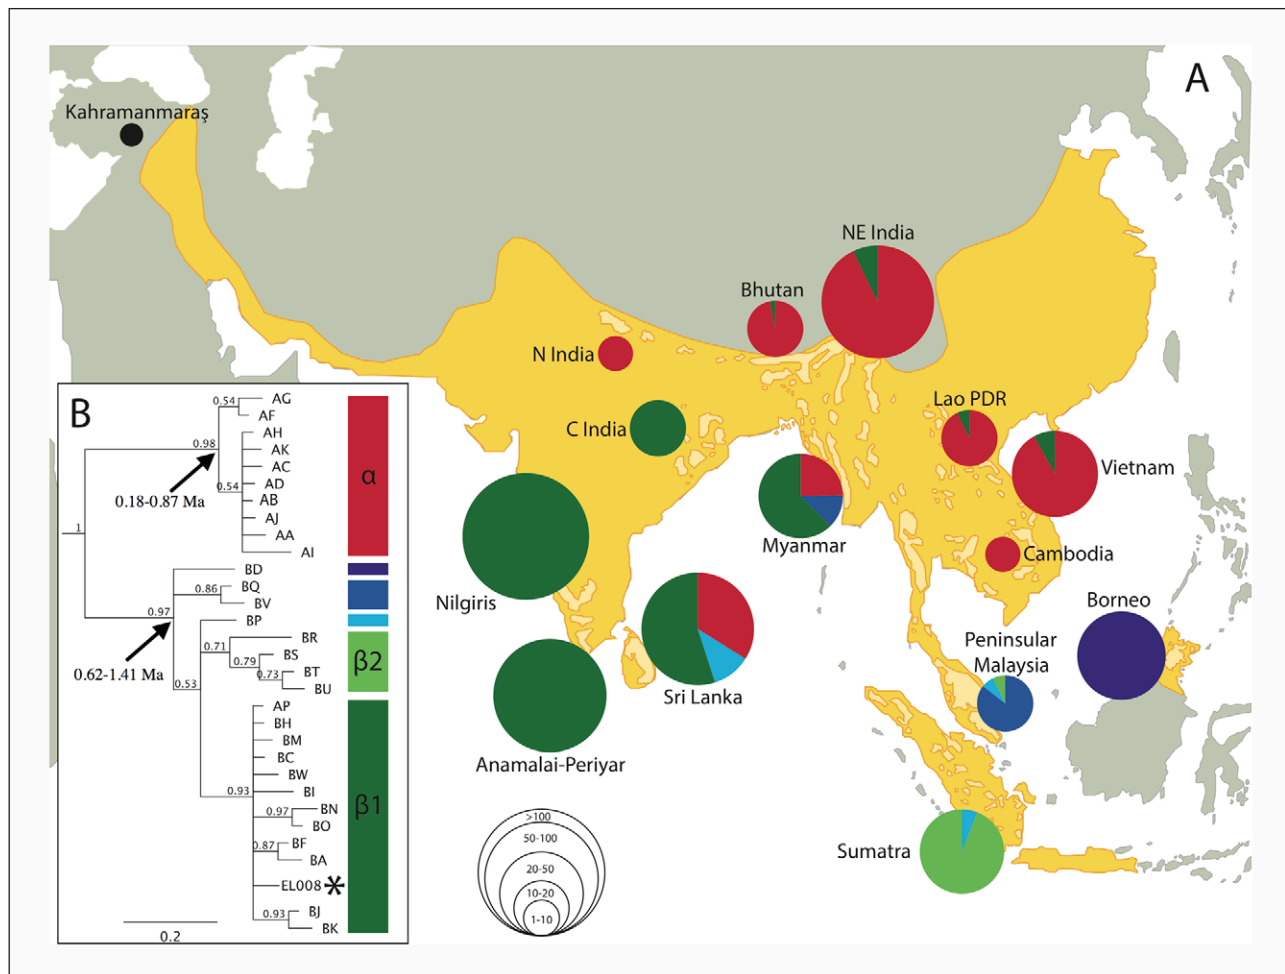 A
Kahramanmaraş
NE India
Bhutan
N India
Lao PDR
C India
Vietnam
Myanmar
Cambodia
Nilgiris
Borneo
Peninsular
Malaysia
Sri Lanka
Anamalai-Periyar
Sumatra
>100
50-100
20-50
10-20
1-10
B
AG
0.54
AF
AH
0.98
AK
AC
α
AD
0.54
0.18-0.87 Ma
AB
AJ
1
AA
AI
BD
BQ
0.86
BV
0.97
BP
BR
0.71
BS
β2
0.79
BT
0.73
0.62-1.41 Ma
BU
0.53
AP
BH
BM
BC
BW
0.93
BI
β1
BN
0.97
BO
BF
0.87
BA
EL008 *
BJ
0.93
BK
0.2